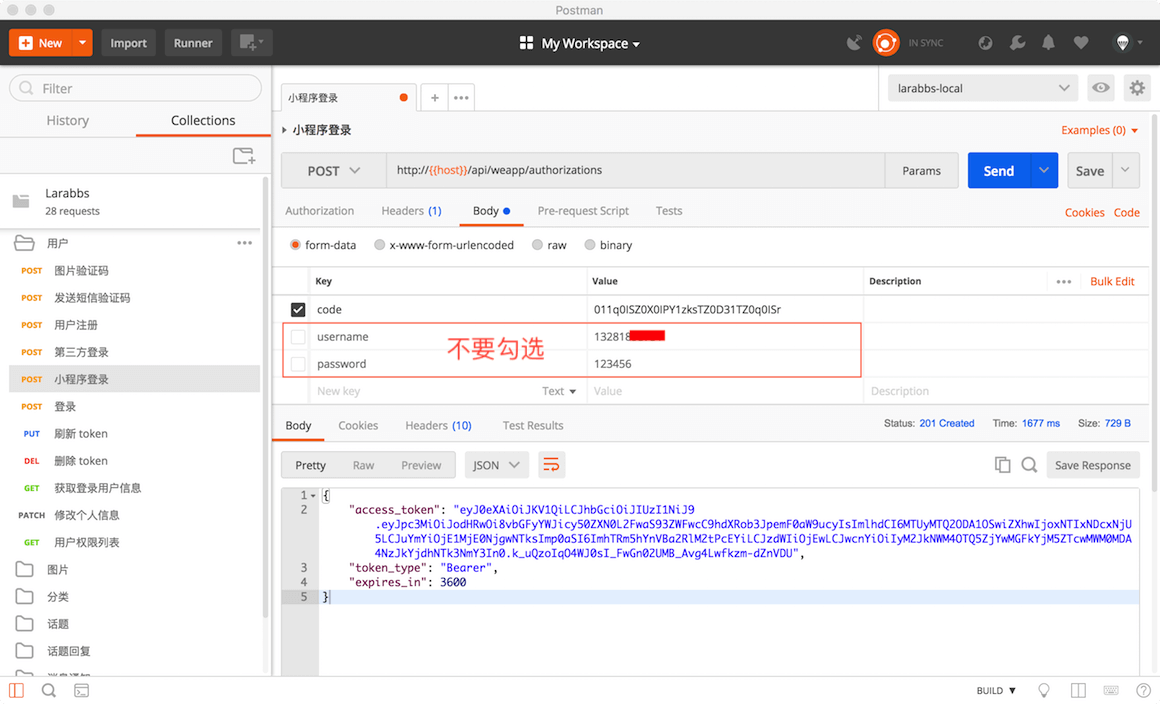 Postman
New
Import
Runner
My Workspace
IN SYNC
Filter
History
Collections
Larabbs
28 requests
用户
POST 图片验证码
POST 发送短信验证码
POST 用户注册
POST 第三方登录
POST 小程序登录
POST 登录
PUT 刷新 token
DEL 删除 token
GET 获取登录用户信息
PATCH 修改个人信息
GET 用户权限列表
图片
分类
话题
话题回复
小程序登录
larabbs-local
小程序登录
Examples (0)
POST
http://{{host}}/api/weapp/authorizations
Params
Send
Save
Authorization
Headers (1)
Body
Pre-request Script
Tests
Cookies
Code
form-data
x-www-form-urlencoded
raw
binary
Key
Value
Description
Bulk Edit
code
011q0ISZ0X0IPY1zksTZ0D31TZ0q0ISr
username
132818
password
123456
不要勾选
New key
Text
Value
Description
Body
Cookies
Headers (10)
Test Results
Status: 201 Created
Time: 1677 ms
Size: 729 B
Pretty
Raw
Preview
JSON
Save Response
1 {
2 "access_token": "eyJ0eXAiOiJKV1QiLCJhbGciOiJIUzI1NiJ9
.eyJpc3MiOiJodHRwOi8vbGFyYWJicy50ZXN0L2FwaS93ZWFwcC9hdXRob3JpemF0aW9ucyIsImlhdCI6MTUyMTQ2ODA1OSwiZXhwIjoxNTIxNDcxNjU
5LCJuYmYiOjE1MjE0NjgwNTksImp0aSI6ImhTRm5hYnVBa2RlM2tPcEYiLCJzdWIiOjEwLCJwcnYiOiIyM2JkNWM4OTQ5ZjYwMGFkYjM5ZTcwMWM0MDA
4NzJkYjdhNTk3NmY3In0.k_uQzoIqO4WJ0sI_FwGn02UMB_Avg4Lwfkzm-dZnVDU",
3 "token_type": "Bearer",
4 "expires_in": 3600
5 }
BUILD